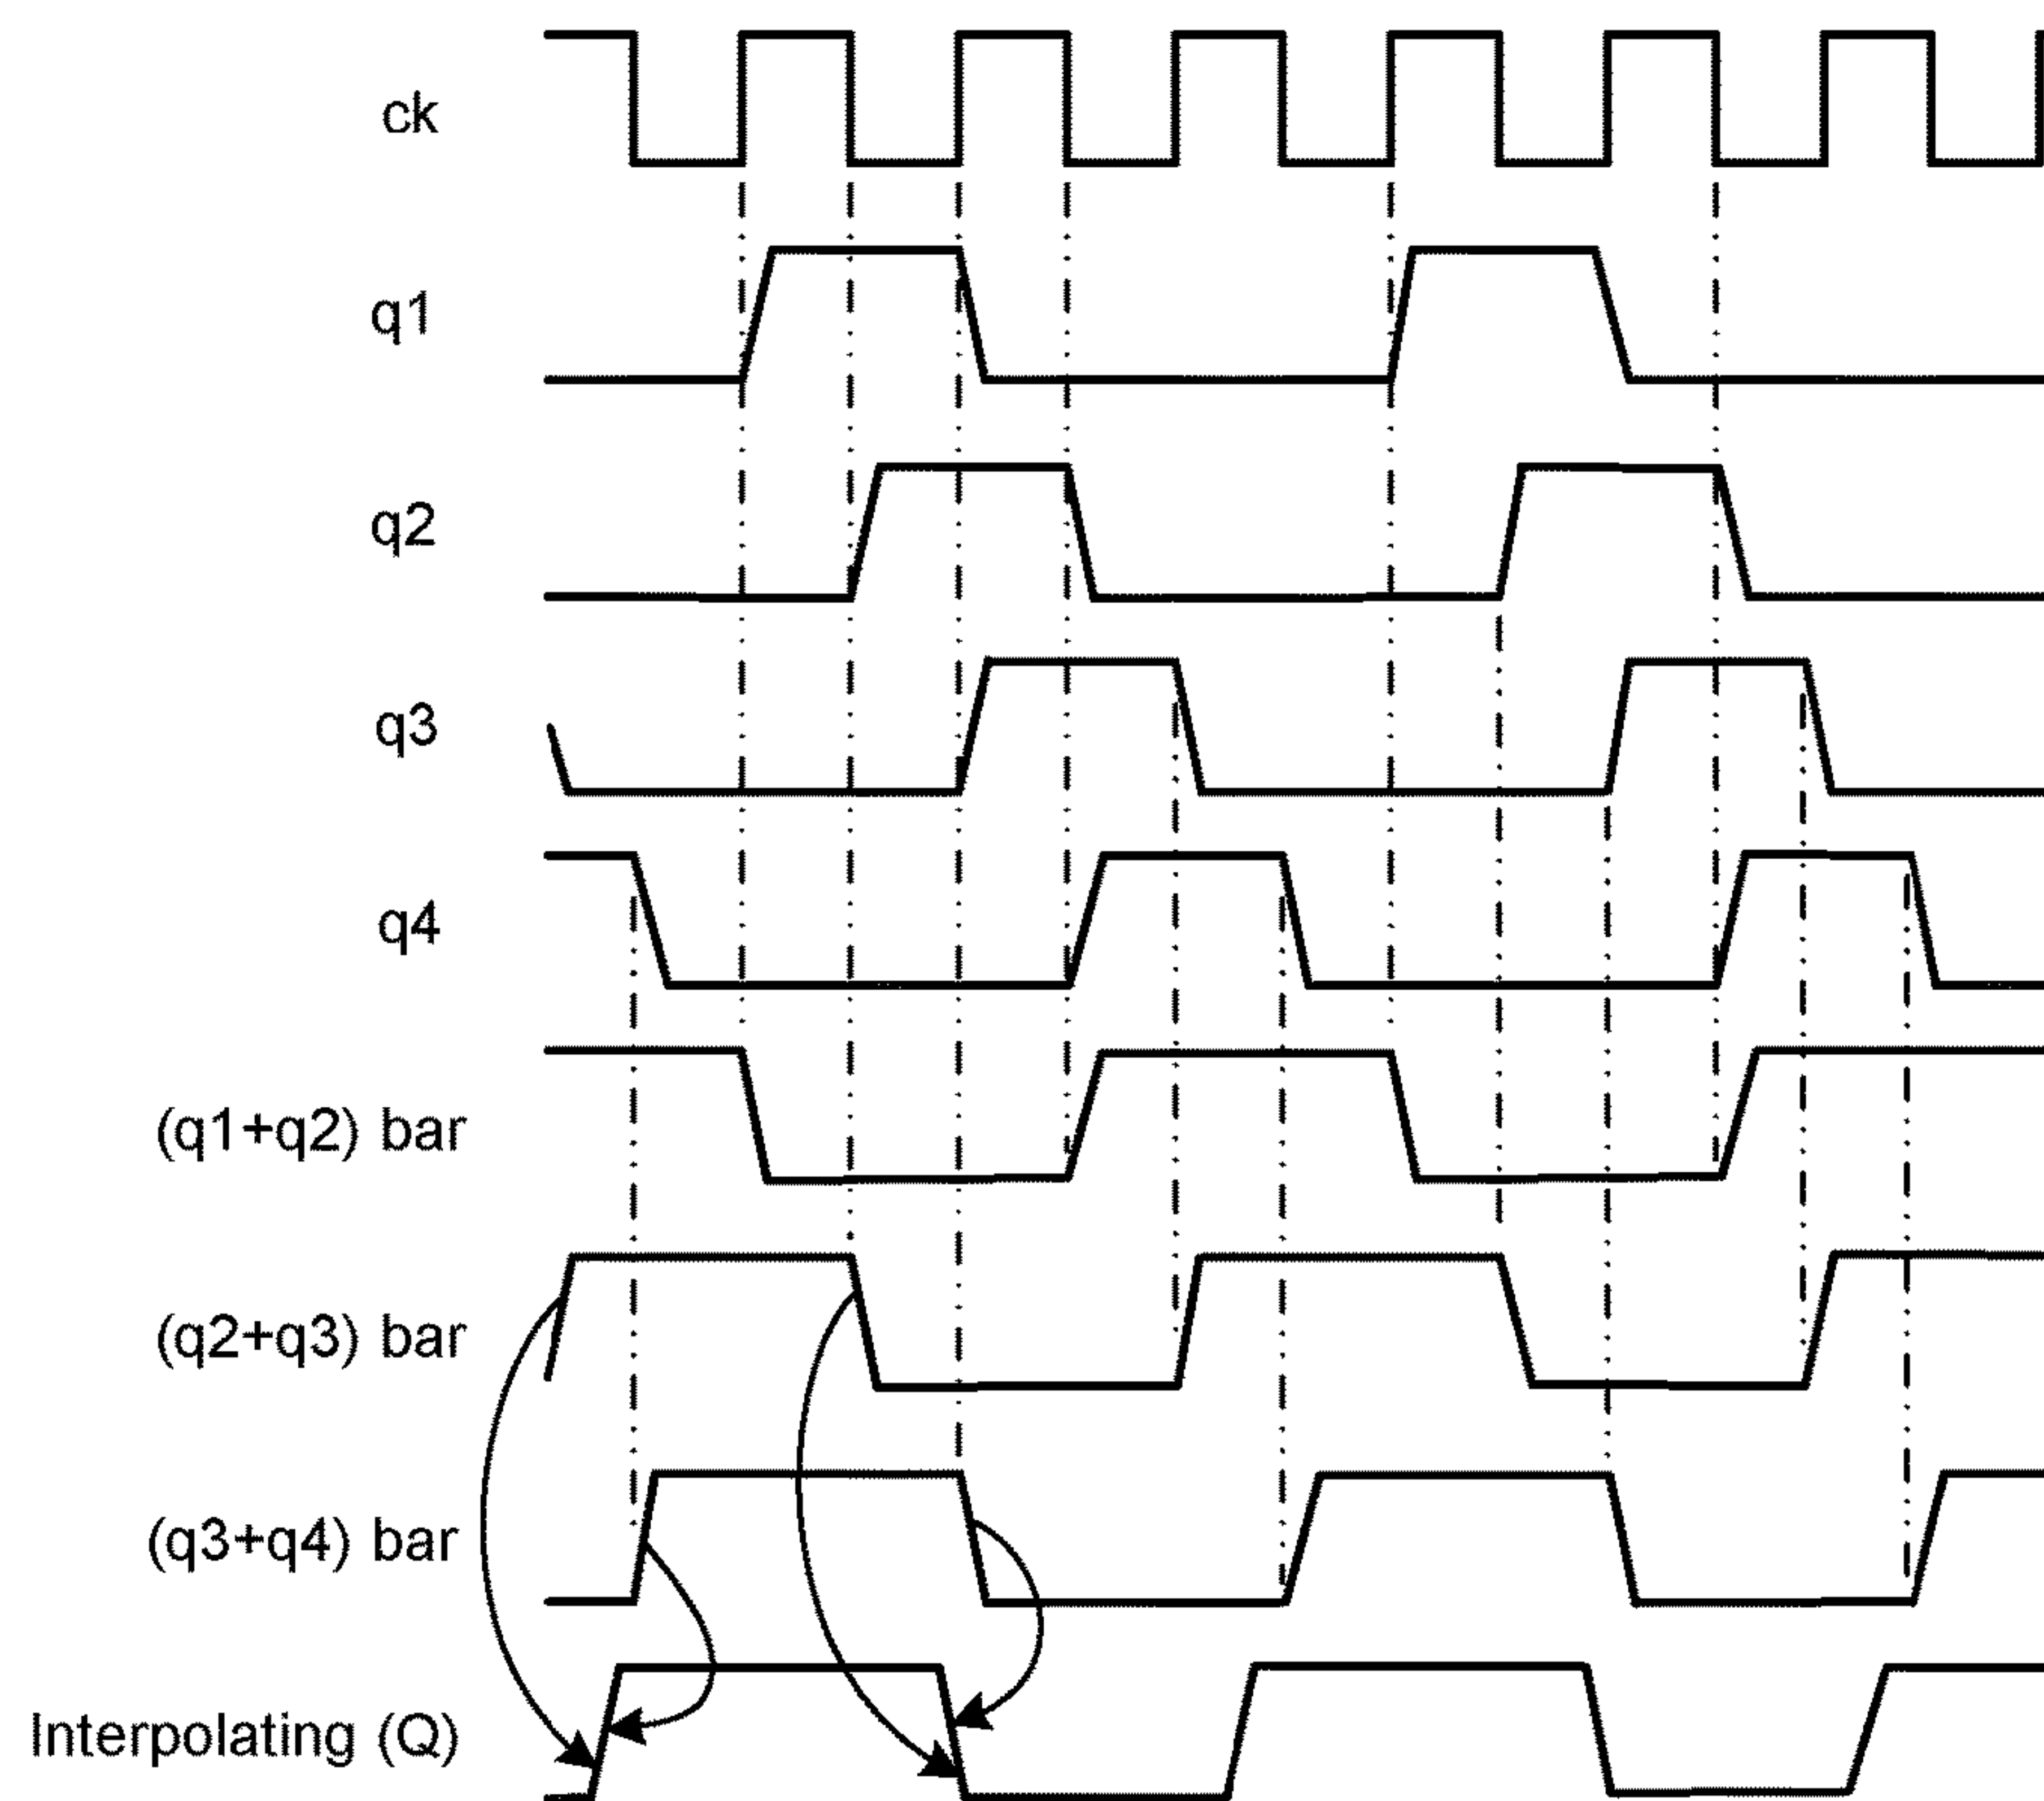 ck
q1
q2
q3
q4
(q1+q2) bar
(q2+q3) bar
(q3+q4) bar
Interpolating (Q)